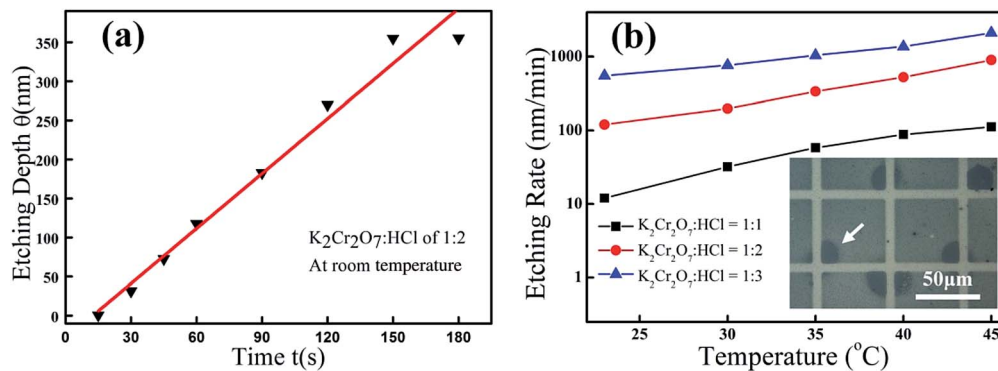 (a)
Etching Depth θ(nm)
350
300
250
200
150
100
50
0
K₂Cr₂O₇:HCl of 1:2
At room temperature
0 30 60 90 120 150 180
Time t(s)
(b)
Etching Rate (nm/min)
1000
100
10
1
K₂Cr₂O₇:HCl = 1:1
K₂Cr₂O₇:HCl = 1:2
K₂Cr₂O₇:HCl = 1:3
50μm
25 30 35 40 45
Temperature (°C)